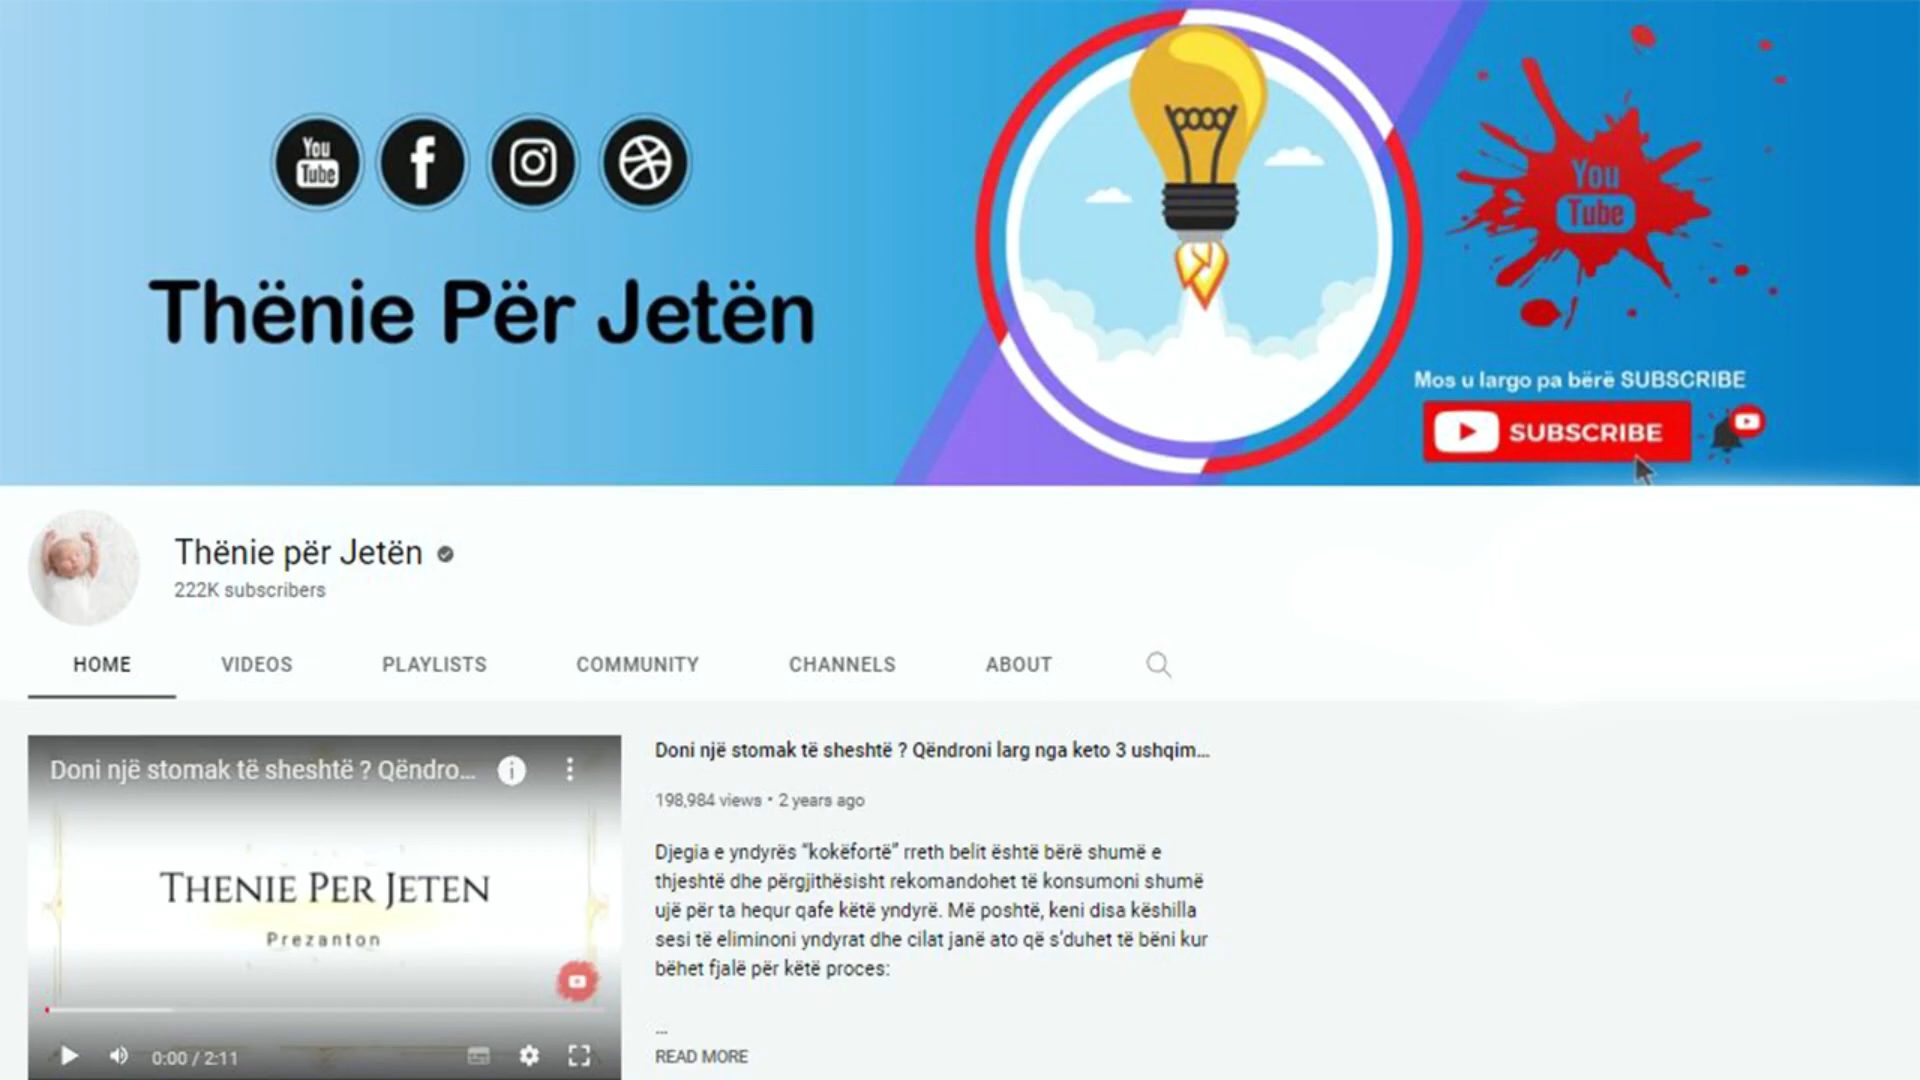 You
Tube
Thënie Për Jetën
You
Tube
Mos u largo pa bërë SUBSCRIBE
SUBSCRIBE
Thënie për Jetën
222K subscribers
HOME VIDEOS PLAYLISTS COMMUNITY CHANNELS ABOUT
Doni një stomak të sheshtë ? Qëndro...
THENIE PER JETEN
Prezanton
0:00 / 2:11
Doni një stomak të sheshtë ? Qëndroni larg nga keto 3 ushqim...
198,984 views • 2 years ago
Djegia e yndyrës “kokëfortë” rreth belit është bërë shumë e
thjeshtë dhe përgjithësisht rekomandohet të konsumoni shumë
ujë për ta hequr qafe këtë yndyrë. Më poshtë, keni disa këshilla
sesi të eliminoni yndyrat dhe cilat janë ato që s'duhet të bëni kur
bëhet fjalë për këtë proces:
...
READ MORE